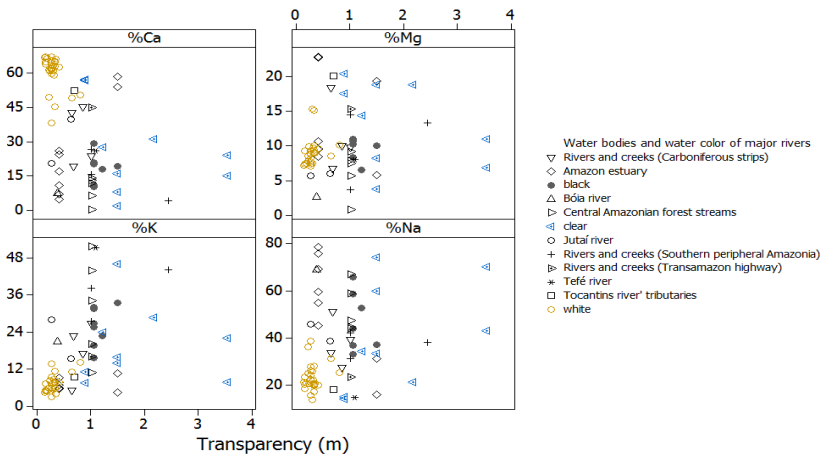 0 1 2 3 4
%Ca %Mg
60
45
30
15
0
20
15
10
5
0
%K %Na
48
36
24
12
0
80
60
40
20
0 1 2 3 4
Transparency (m)
Water bodies and water color of major rivers
Rivers and creeks (Carboniferous strips)
Amazon estuary
black
Bóia river
Central Amazonian forest streams
clear
Jutaí river
Rivers and creeks (Southern peripheral Amazonia)
Rivers and creeks (Transamazon highway)
Tefé river
Tocantins river' tributaries
white